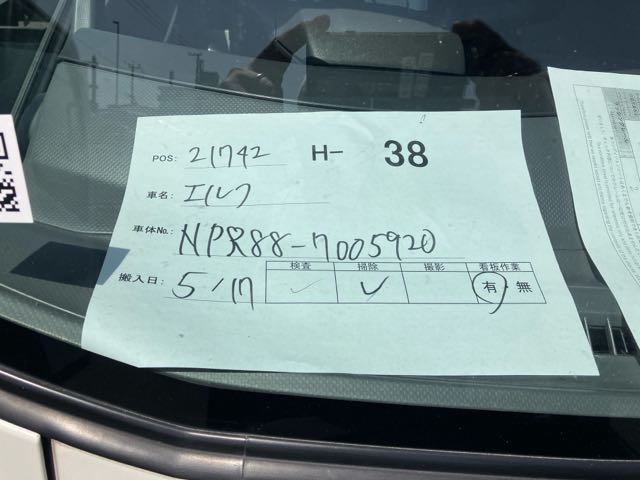 POS: 21742 H- 38
車名: エルフ
車体No.: NPR88-7005920
搬入日: 5/17
検査 掃除 撮影 看板作業
✓ ✓ 有・無